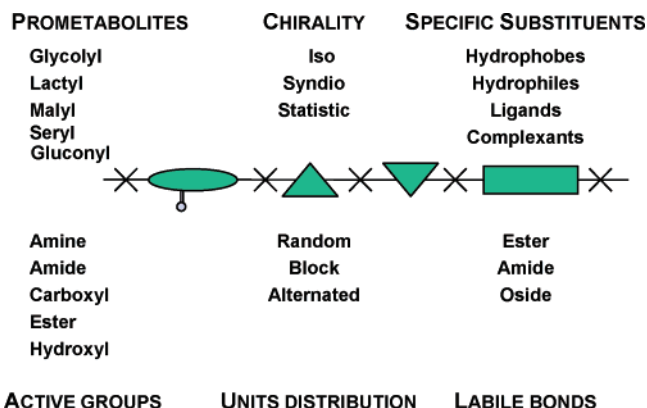 PROMETABOLITES CHIRALITY SPECIFIC SUBSTITUENTS
Glycolyl Iso Hydrophobes
Lactyl Syndio Hydrophiles
Malyl Statistic Ligands
Seryl Complexants
Gluconyl
Amine Random Ester
Amide Block Amide
Carboxyl Alternated Oside
Ester
Hydroxyl
ACTIVE GROUPS UNITS DISTRIBUTION LABILE BONDS